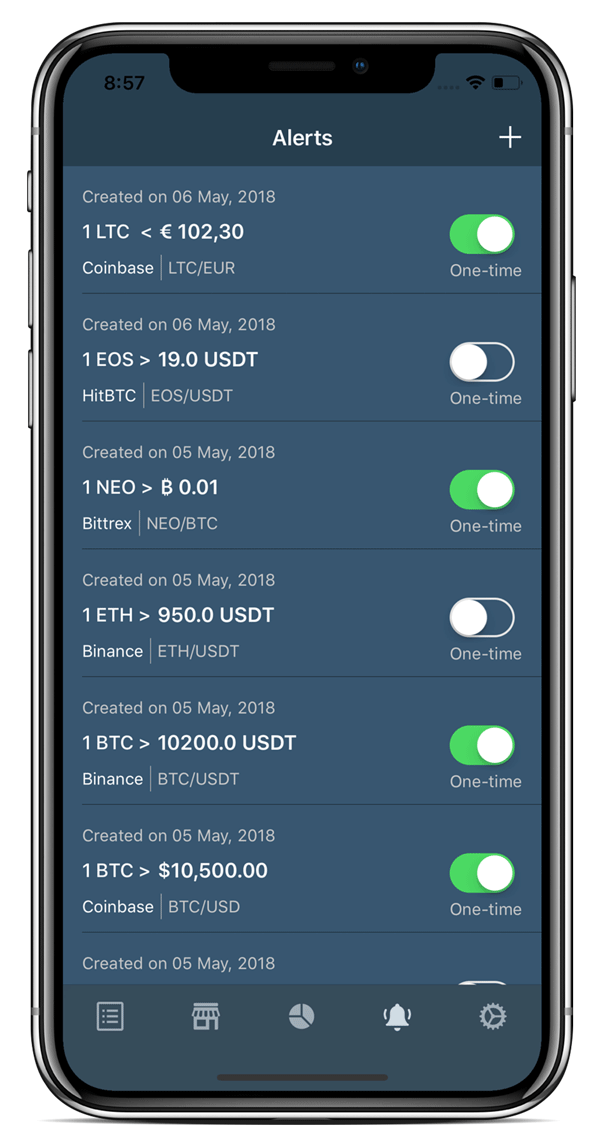 8:57
Alerts
Created on 06 May, 2018
1 LTC < € 102,30
Coinbase LTC/EUR
One-time
Created on 06 May, 2018
1 EOS > 19.0 USDT
HitBTC EOS/USDT
One-time
Created on 06 May, 2018
1 NEO > ₿ 0.01
Bittrex NEO/BTC
One-time
Created on 05 May, 2018
1 ETH > 950.0 USDT
Binance ETH/USDT
One-time
Created on 05 May, 2018
1 BTC > 10200.0 USDT
Binance BTC/USDT
One-time
Created on 05 May, 2018
1 BTC > $10,500.00
Coinbase BTC/USD
One-time
Created on 05 May, 2018